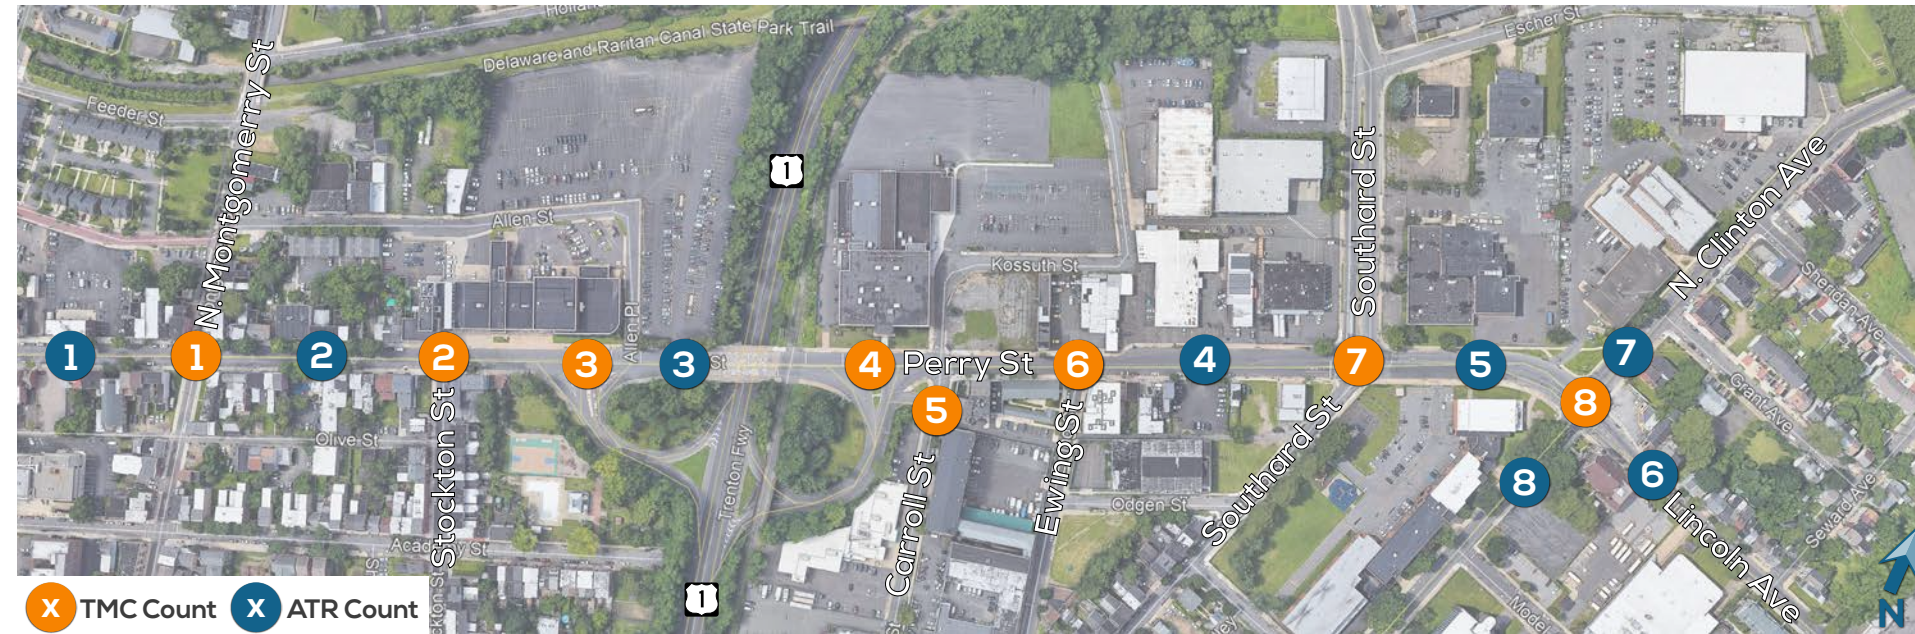 Holland
Delaware and Raritan Canal State Park Trail
Escher St
Feeder St
N. Montgomery St
1
Southard St
N. Clinton Ave
Allen St
Kossuth St
Sheridan Ave
Allen Pl
1
1
2
2
3
3
St
4
Perry St
6
4
7
5
7
8
5
Grant Ave
Olive St
Stockton St
Trenton Fwy
Carroll St
Ewing St
Odgen St
Southard St
8
6
Lincoln Ave
Seward Ave
Academy St
1
Model
N
X TMC Count
X ATR Count